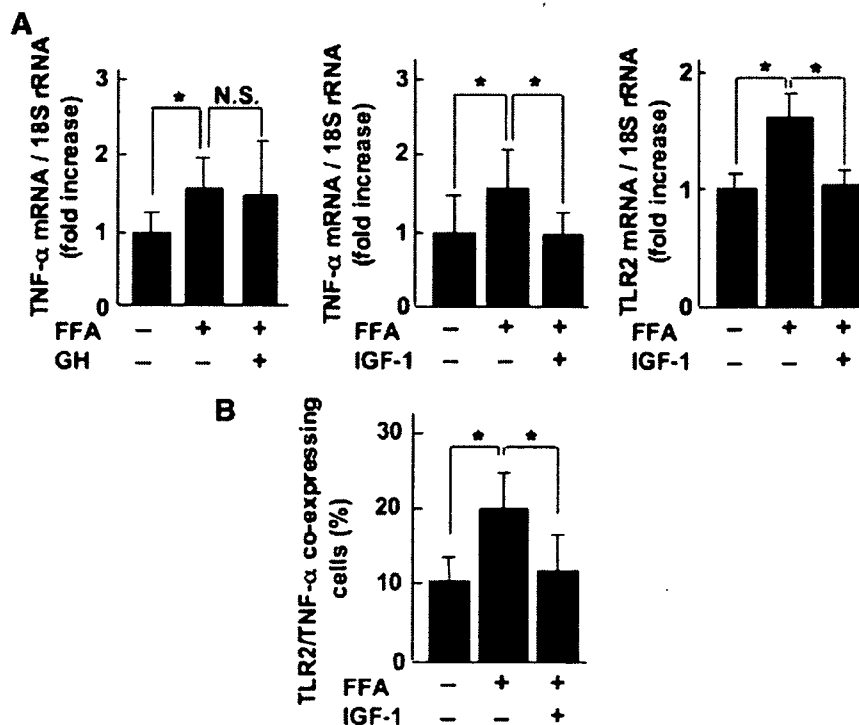 A
TNF-α mRNA / 18S rRNA
(fold increase)
3
2
1
0
* N.S.
FFA − + +
GH − − +
TNF-α mRNA / 18S rRNA
(fold increase)
3
2
1
0
* *
FFA − + +
IGF-1 − − +
TLR2 mRNA / 18S rRNA
(fold increase)
2
1
0
* *
FFA − + +
IGF-1 − − +
B
TLR2/TNF-α co-expressing
cells (%)
30
20
10
0
* *
FFA − + +
IGF-1 − − +